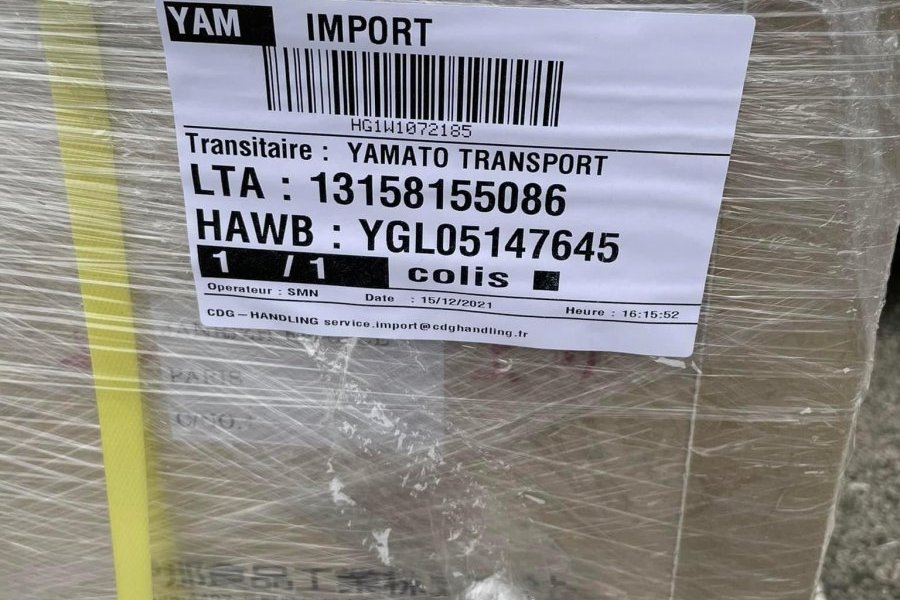 YAM IMPORT
HG1W1072185
Transitaire : YAMATO TRANSPORT
LTA : 13158155086
HAWB : YGL05147645
1 / 1 colis
Operateur : SMN Date : 15/12/2021 Heure : 16:15:52
CDG - HANDLING service.import@cdghandling.fr
PARIS
C/NO.: